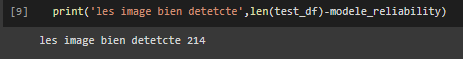 [9] print('les image bien detetcte',len(test_df)-modele_reliability)
les image bien detetcte 214